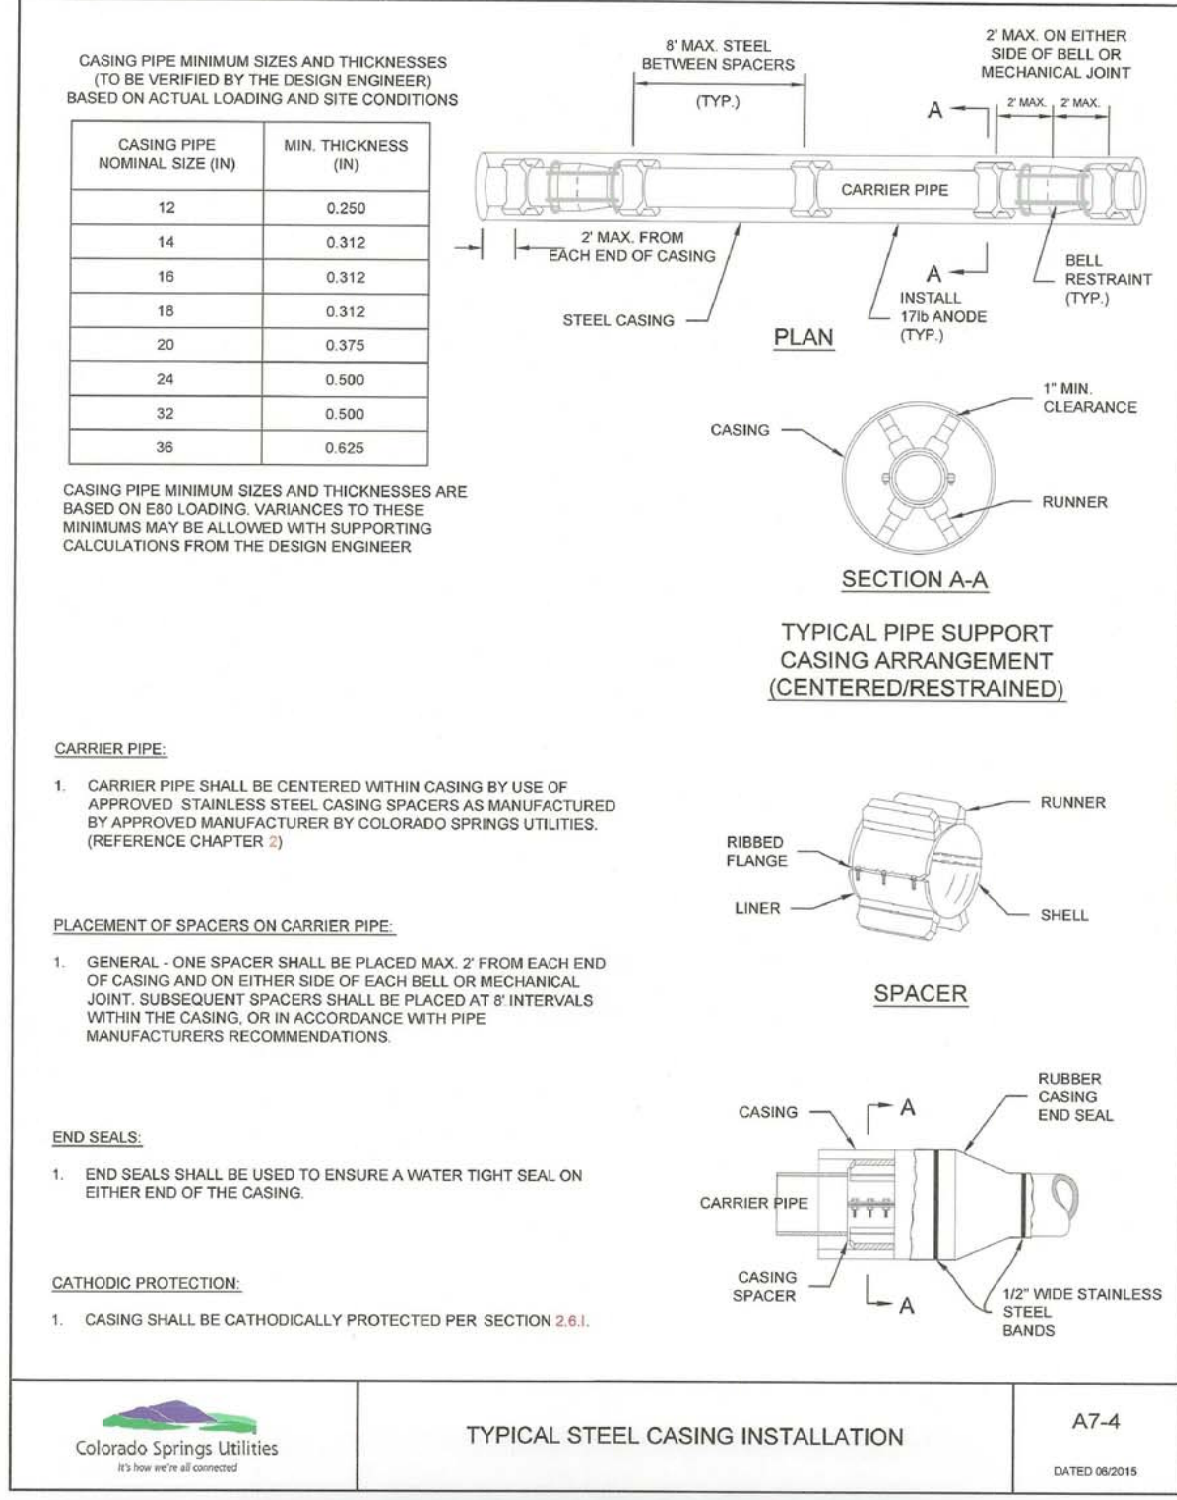 CASING PIPE MINIMUM SIZES AND THICKNESSES
(TO BE VERIFIED BY THE DESIGN ENGINEER)
BASED ON ACTUAL LOADING AND SITE CONDITIONS
CASING PIPE NOMINAL SIZE (IN) MIN. THICKNESS (IN)
12 0.250
14 0.312
16 0.312
18 0.312
20 0.375
24 0.500
32 0.500
36 0.625
CASING PIPE MINIMUM SIZES AND THICKNESSES ARE
BASED ON E80 LOADING. VARIANCES TO THESE
MINIMUMS MAY BE ALLOWED WITH SUPPORTING
CALCULATIONS FROM THE DESIGN ENGINEER
8' MAX. STEEL
BETWEEN SPACERS
(TYP.)
2' MAX. ON EITHER
SIDE OF BELL OR
MECHANICAL JOINT
A
2' MAX. 2' MAX.
CARRIER PIPE
2' MAX. FROM
EACH END OF CASING
A
BELL
RESTRAINT
(TYP.)
STEEL CASING
INSTALL
17lb ANODE
(TYP.)
PLAN
1" MIN.
CLEARANCE
CASING
RUNNER
SECTION A-A
TYPICAL PIPE SUPPORT
CASING ARRANGEMENT
(CENTERED/RESTRAINED)
CARRIER PIPE:
1. CARRIER PIPE SHALL BE CENTERED WITHIN CASING BY USE OF
APPROVED STAINLESS STEEL CASING SPACERS AS MANUFACTURED
BY APPROVED MANUFACTURER BY COLORADO SPRINGS UTILITIES.
(REFERENCE CHAPTER 2)
RUNNER
RIBBED
FLANGE
LINER
SHELL
SPACER
PLACEMENT OF SPACERS ON CARRIER PIPE:
1. GENERAL - ONE SPACER SHALL BE PLACED MAX. 2' FROM EACH END
OF CASING AND ON EITHER SIDE OF EACH BELL OR MECHANICAL
JOINT. SUBSEQUENT SPACERS SHALL BE PLACED AT 8' INTERVALS
WITHIN THE CASING, OR IN ACCORDANCE WITH PIPE
MANUFACTURERS RECOMMENDATIONS.
END SEALS:
1. END SEALS SHALL BE USED TO ENSURE A WATER TIGHT SEAL ON
EITHER END OF THE CASING.
CATHODIC PROTECTION:
1. CASING SHALL BE CATHODICALLY PROTECTED PER SECTION 2.6.I.
RUBBER
CASING
END SEAL
CASING
A
CARRIER PIPE
CASING
SPACER
A
1/2" WIDE STAINLESS
STEEL
BANDS
Colorado Springs Utilities
It's how we're all connected
TYPICAL STEEL CASING INSTALLATION
A7-4
DATED 06/2015